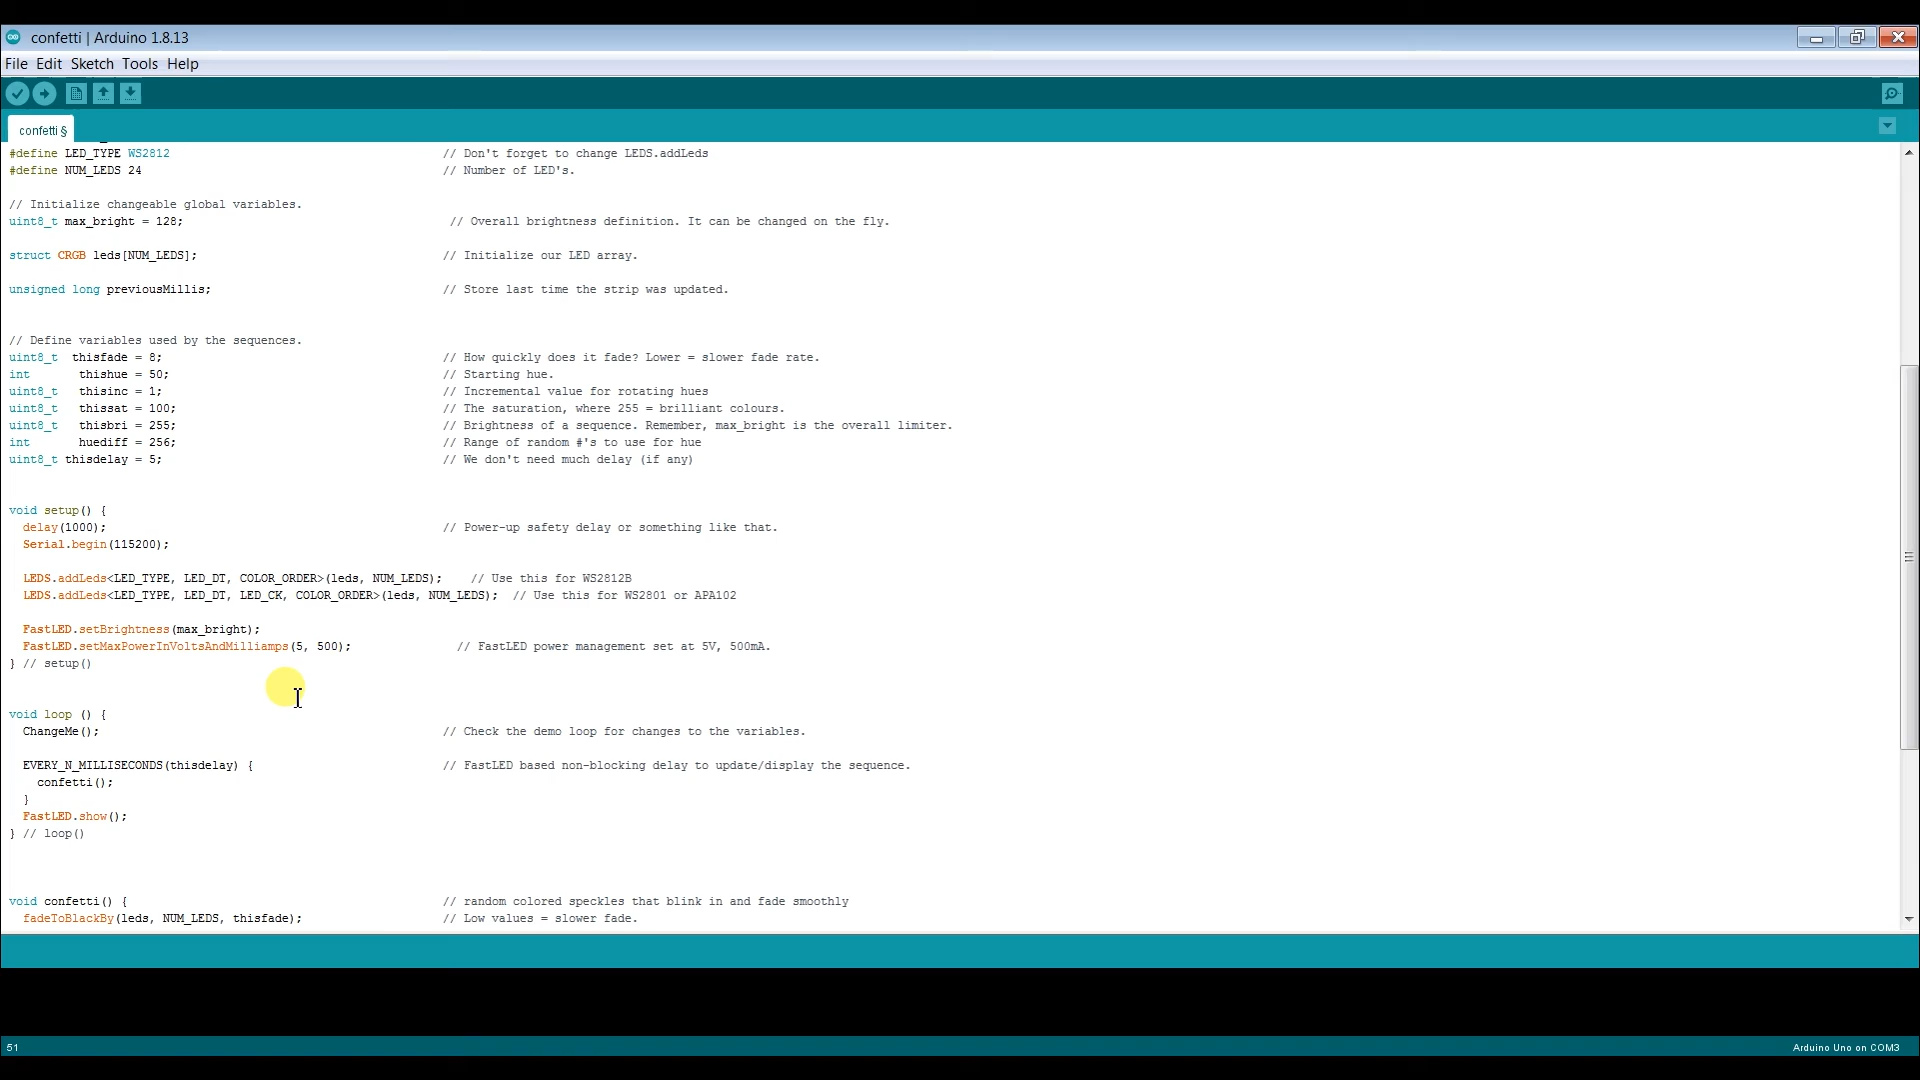 confetti | Arduino 1.8.13
File Edit Sketch Tools Help
confetti §
#define LED_TYPE WS2812 // Don't forget to change LEDS.addLeds
#define NUM_LEDS 24 // Number of LED's.
// Initialize changeable global variables.
uint8_t max_bright = 128; // Overall brightness definition. It can be changed on the fly.
struct CRGB leds[NUM_LEDS]; // Initialize our LED array.
unsigned long previousMillis; // Store last time the strip was updated.
// Define variables used by the sequences.
uint8_t thisfade = 8; // How quickly does it fade? Lower = slower fade rate.
int thishue = 50; // Starting hue.
uint8_t thisinc = 1; // Incremental value for rotating hues
uint8_t thissat = 100; // The saturation, where 255 = brilliant colours.
uint8_t thisbri = 255; // Brightness of a sequence. Remember, max_bright is the overall limiter.
int huediff = 256; // Range of random #'s to use for hue
uint8_t thisdelay = 5; // We don't need much delay (if any)
void setup() {
delay(1000); // Power-up safety delay or something like that.
Serial.begin(115200);
LEDS.addLeds<LED_TYPE, LED_DT, COLOR_ORDER>(leds, NUM_LEDS); // Use this for WS2812B
LEDS.addLeds<LED_TYPE, LED_DT, LED_CK, COLOR_ORDER>(leds, NUM_LEDS); // Use this for WS2801 or APA102
FastLED.setBrightness(max_bright);
FastLED.setMaxPowerInVoltsAndMilliamps(5, 500); // FastLED power management set at 5V, 500mA.
} // setup()
void loop () {
ChangeMe(); // Check the demo loop for changes to the variables.
EVERY_N_MILLISECONDS(thisdelay) { // FastLED based non-blocking delay to update/display the sequence.
confetti();
}
FastLED.show();
} // loop()
void confetti() { // random colored speckles that blink in and fade smoothly
fadeToBlackBy(leds, NUM_LEDS, thisfade); // Low values = slower fade.
51
Arduino Uno on COM3